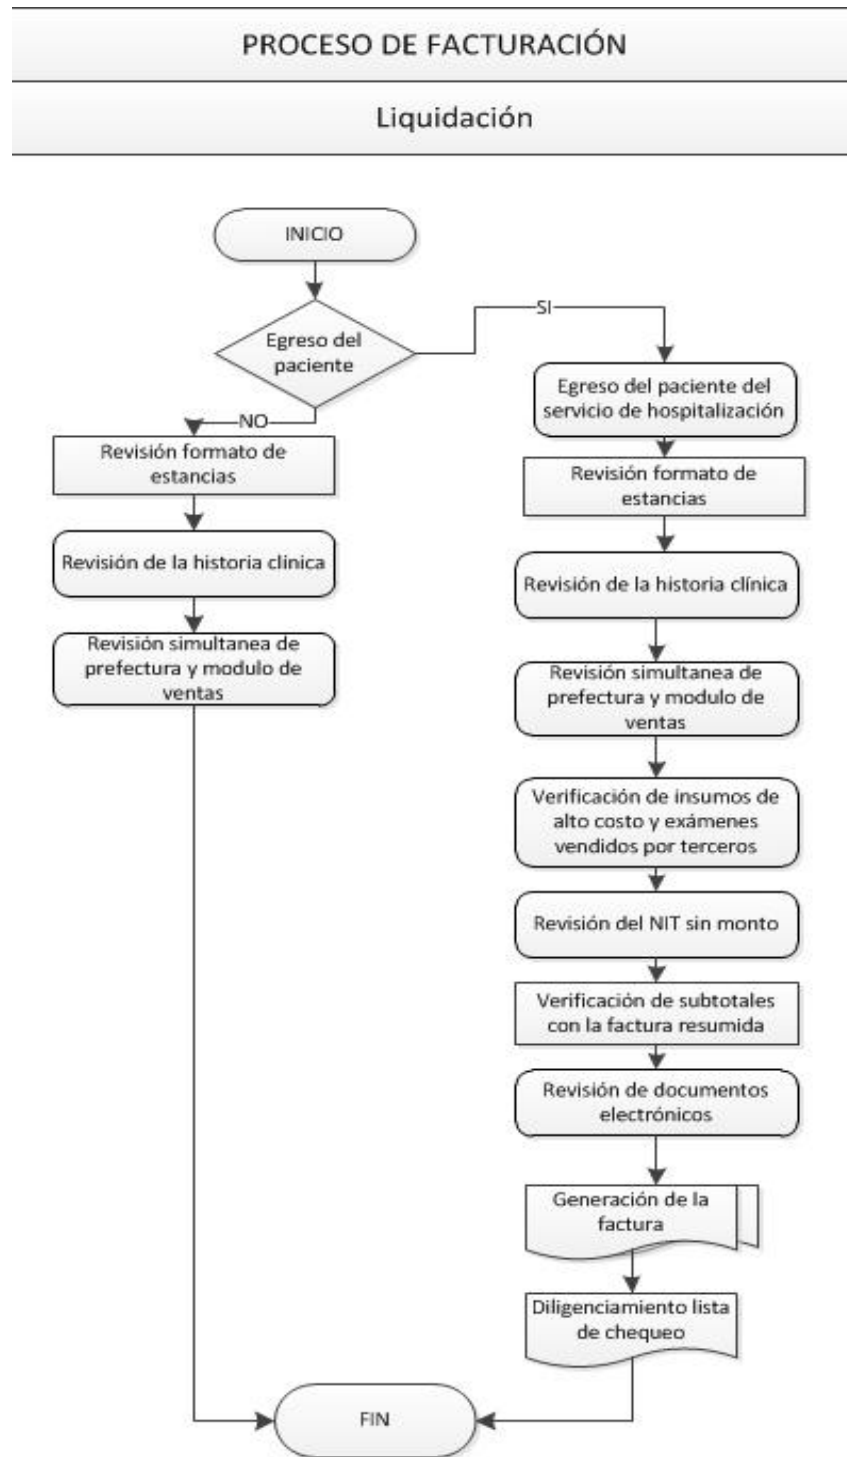 PROCESO DE FACTURACIÓN
Liquidación
INICIO
Egreso del
paciente
SI
NO
Revisión formato de
estancias
Revisión de la historia clínica
Revisión simultanea de
prefectura y modulo de
ventas
Egreso del paciente del
servicio de hospitalización
Revisión formato de
estancias
Revisión de la historia clínica
Revisión simultanea de
prefectura y modulo de
ventas
Verificación de insumos de
alto costo y exámenes
vendidos por terceros
Revisión del NIT sin monto
Verificación de subtotales
con la factura resumida
Revisión de documentos
electrónicos
Generación de la
factura
Diligenciamiento lista
de chequeo
FIN